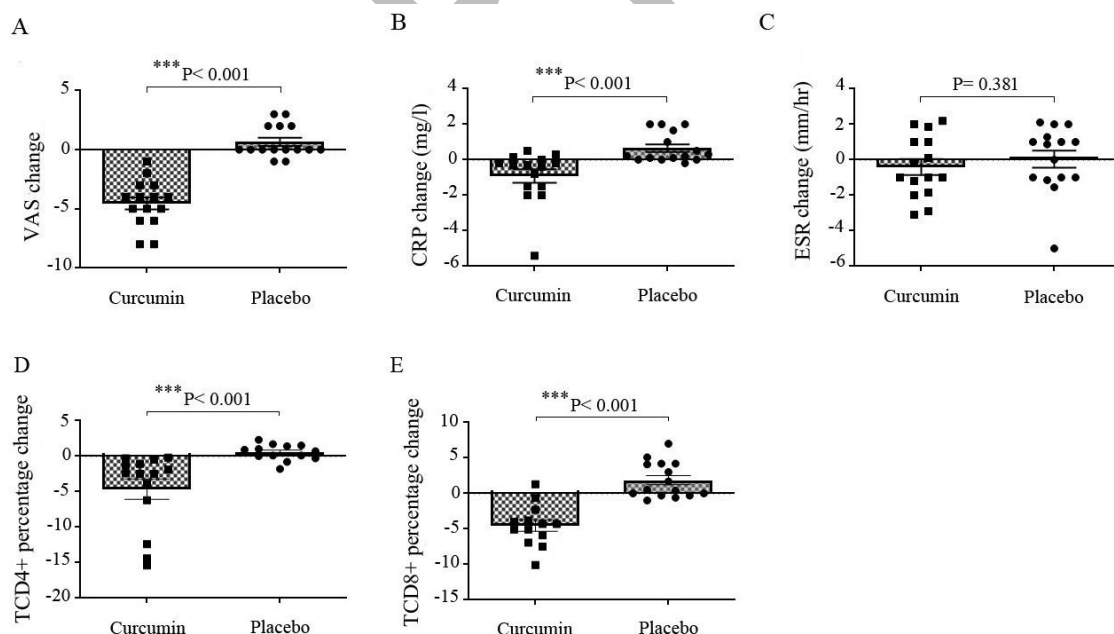 A
VAS change
***P< 0.001
5
0
-5
-10
Curcumin Placebo
B
CRP change (mg/l)
***P< 0.001
4
2
0
-2
-4
-6
Curcumin Placebo
C
ESR change (mm/hr)
P= 0.381
4
2
0
-2
-4
-6
Curcumin Placebo
D
TCD4+ percentage change
***P< 0.001
5
0
-5
-10
-15
-20
Curcumin Placebo
E
TCD8+ percentage change
***P< 0.001
10
5
0
-5
-10
-15
Curcumin Placebo